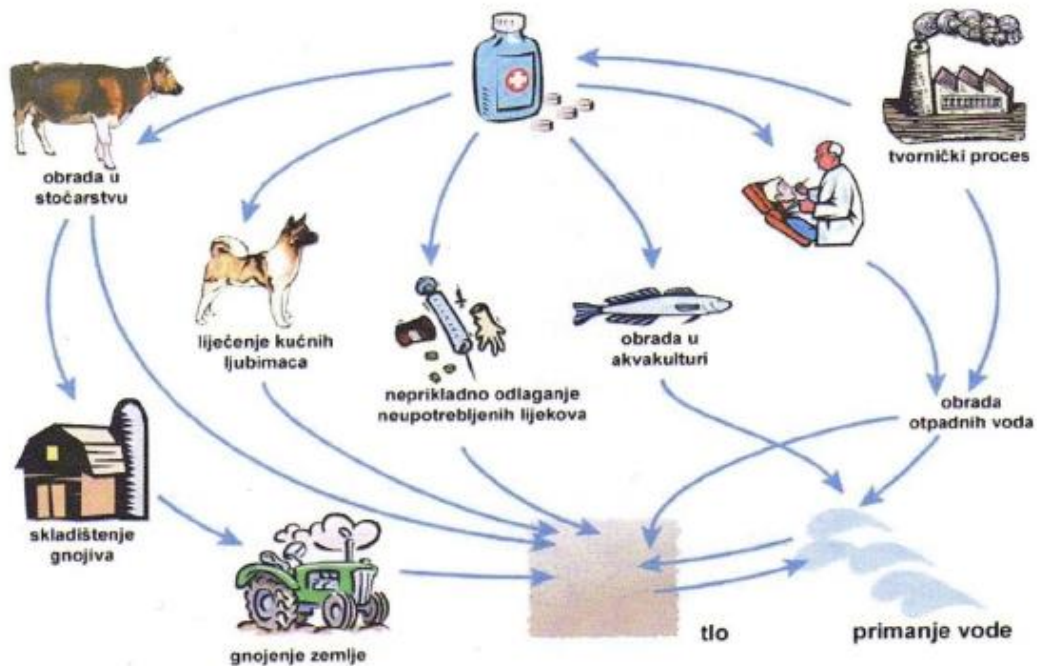 tvornički proces
obrada u
stočarstvu
liječenje kućnih
ljubimaca
neprikladno odlaganje
neupotrebljenih lijekova
obrada u
akvakulturi
obrada
otpadnih voda
skladištenje
gnojiva
gnojenje zemlje
tlo
primanje vode